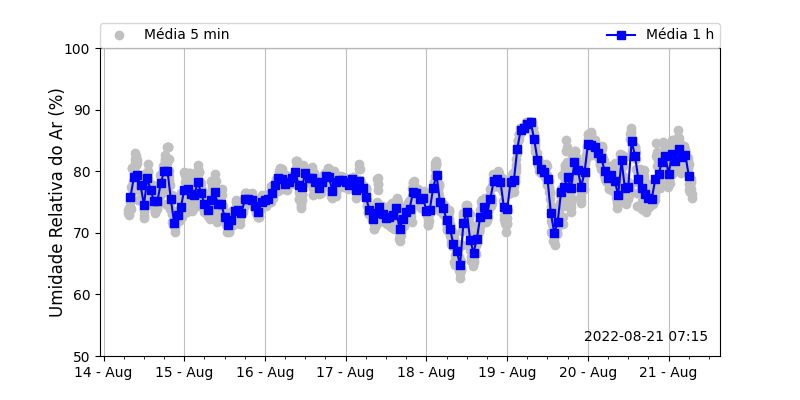 Média 5 min
Média 1 h
100
90
80
70
60
50
Umidade Relativa do Ar (%)
2022-08-21 07:15
14 - Aug
15 - Aug
16 - Aug
17 - Aug
18 - Aug
19 - Aug
20 - Aug
21 - Aug